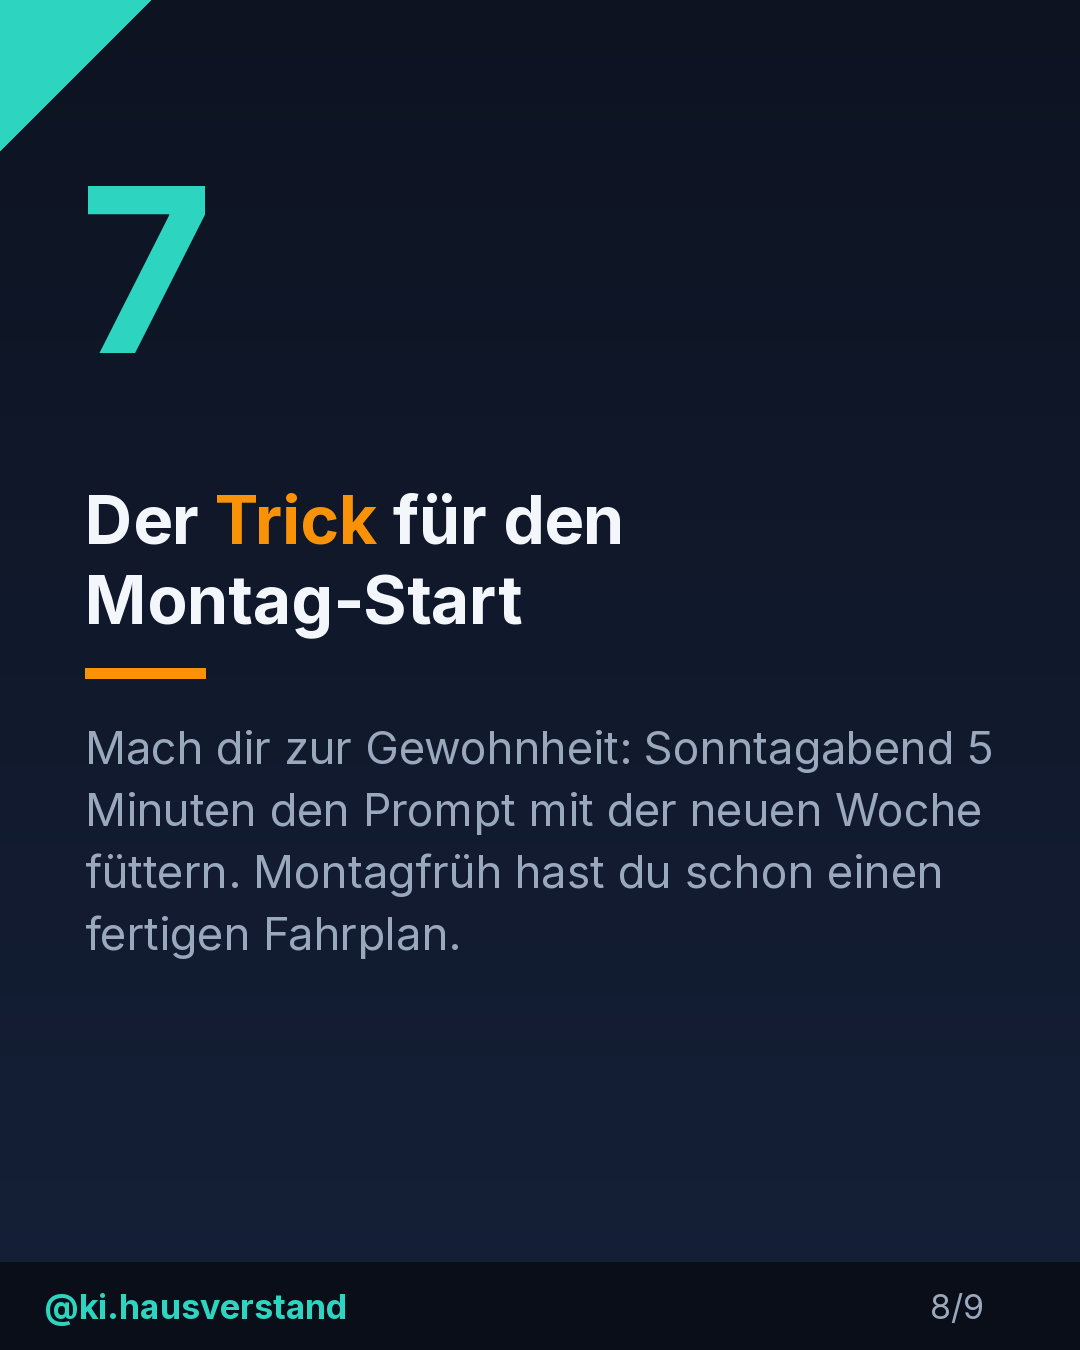 7
Der Trick für den
Montag-Start
Mach dir zur Gewohnheit: Sonntagabend 5
Minuten den Prompt mit der neuen Woche
füttern. Montagfrüh hast du schon einen
fertigen Fahrplan.
@ki.hausverstand
8/9